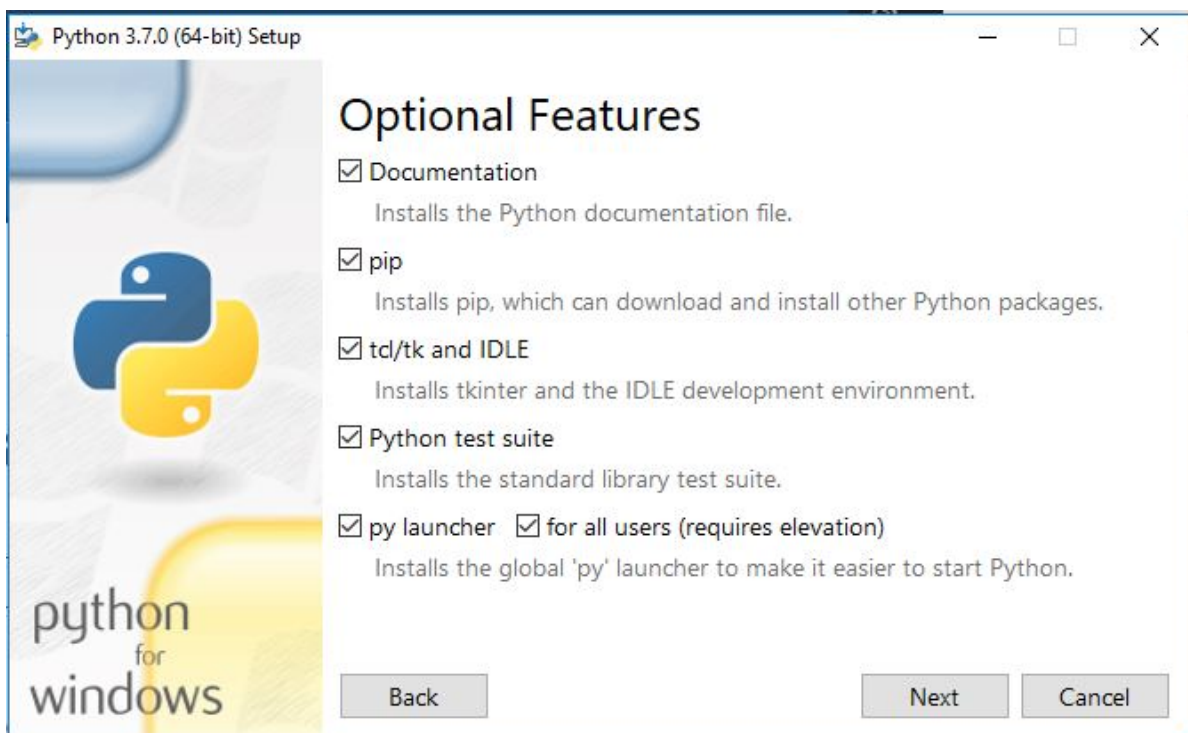 Python 3.7.0 (64-bit) Setup
Optional Features
Documentation
Installs the Python documentation file.
pip
Installs pip, which can download and install other Python packages.
tcl/tk and IDLE
Installs tkinter and the IDLE development environment.
Python test suite
Installs the standard library test suite.
py launcher for all users (requires elevation)
Installs the global 'py' launcher to make it easier to start Python.
python
for
windows
Back Next Cancel